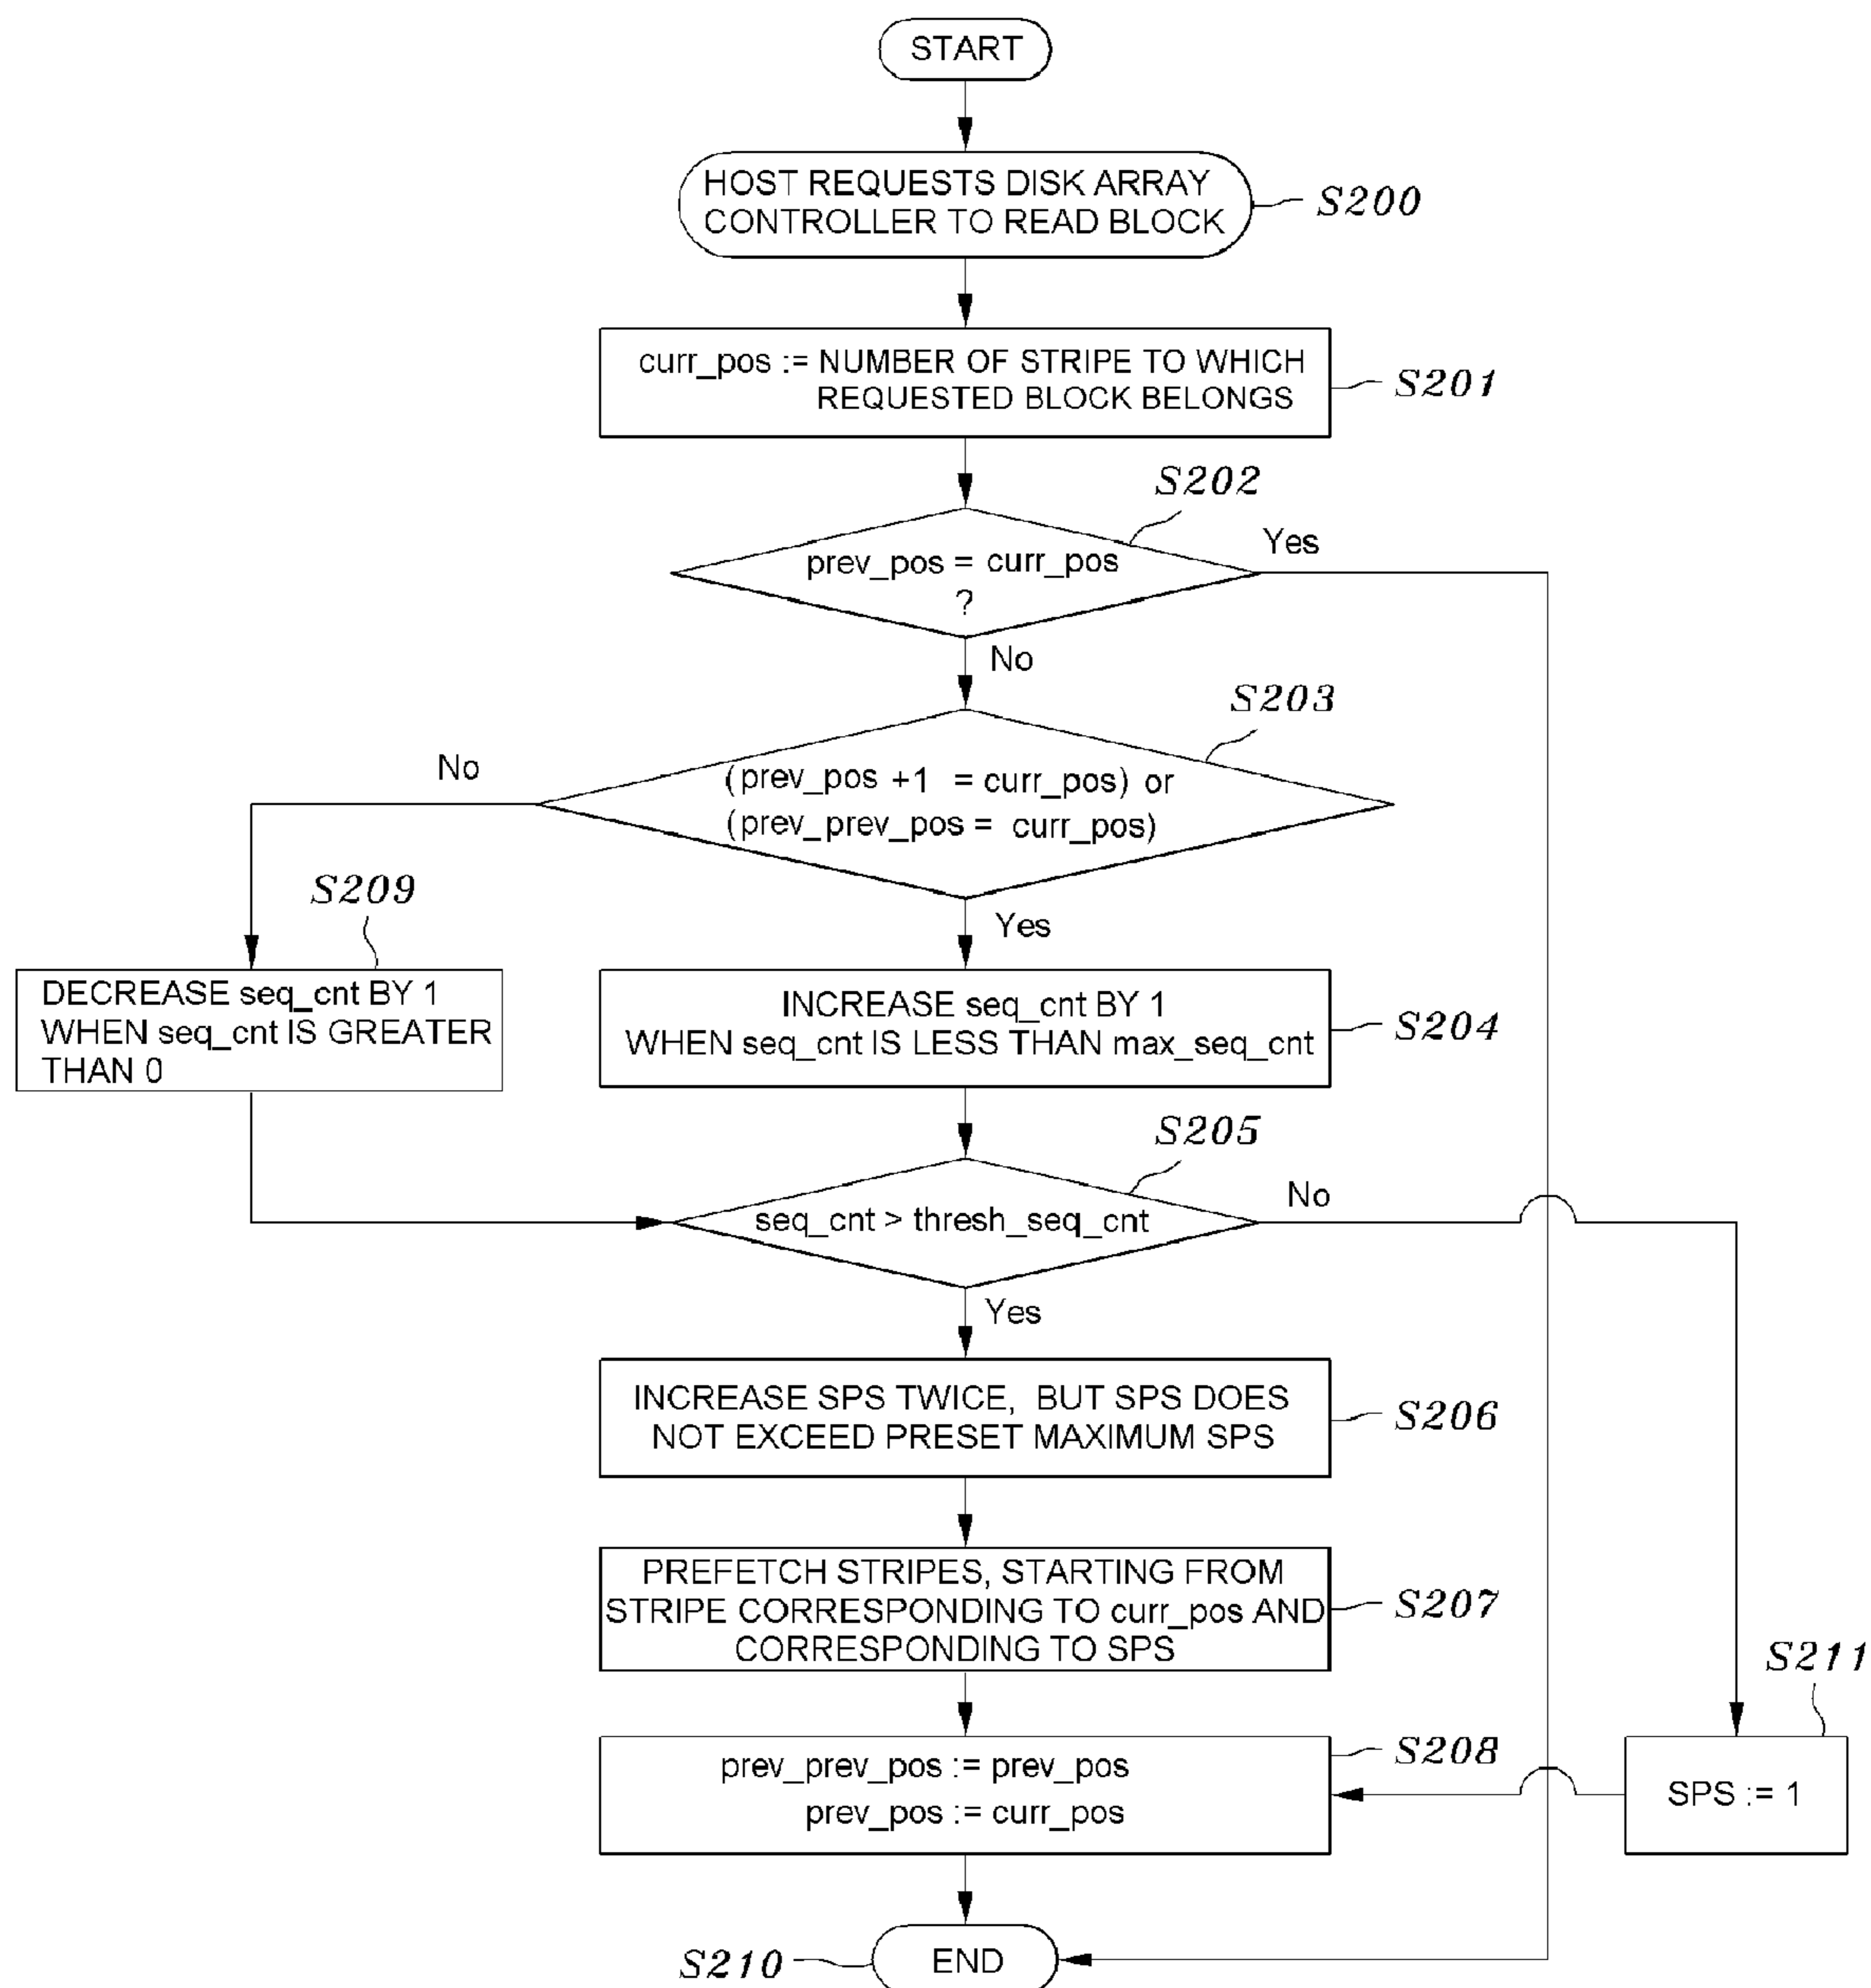 START
HOST REQUESTS DISK ARRAY
CONTROLLER TO READ BLOCK
S200
curr_pos := NUMBER OF STRIPE TO WHICH
REQUESTED BLOCK BELONGS
S201
S202
prev_pos = curr_pos
?
Yes
No
S203
(prev_pos +1 = curr_pos) or
(prev_prev_pos = curr_pos)
No
Yes
S209
DECREASE seq_cnt BY 1
WHEN seq_cnt IS GREATER
THAN 0
INCREASE seq_cnt BY 1
WHEN seq_cnt IS LESS THAN max_seq_cnt
S204
S205
seq_cnt > thresh_seq_cnt
No
Yes
INCREASE SPS TWICE, BUT SPS DOES
NOT EXCEED PRESET MAXIMUM SPS
S206
PREFETCH STRIPES, STARTING FROM
STRIPE CORRESPONDING TO curr_pos AND
CORRESPONDING TO SPS
S207
S211
SPS := 1
prev_prev_pos := prev_pos
prev_pos := curr_pos
S208
S210
END